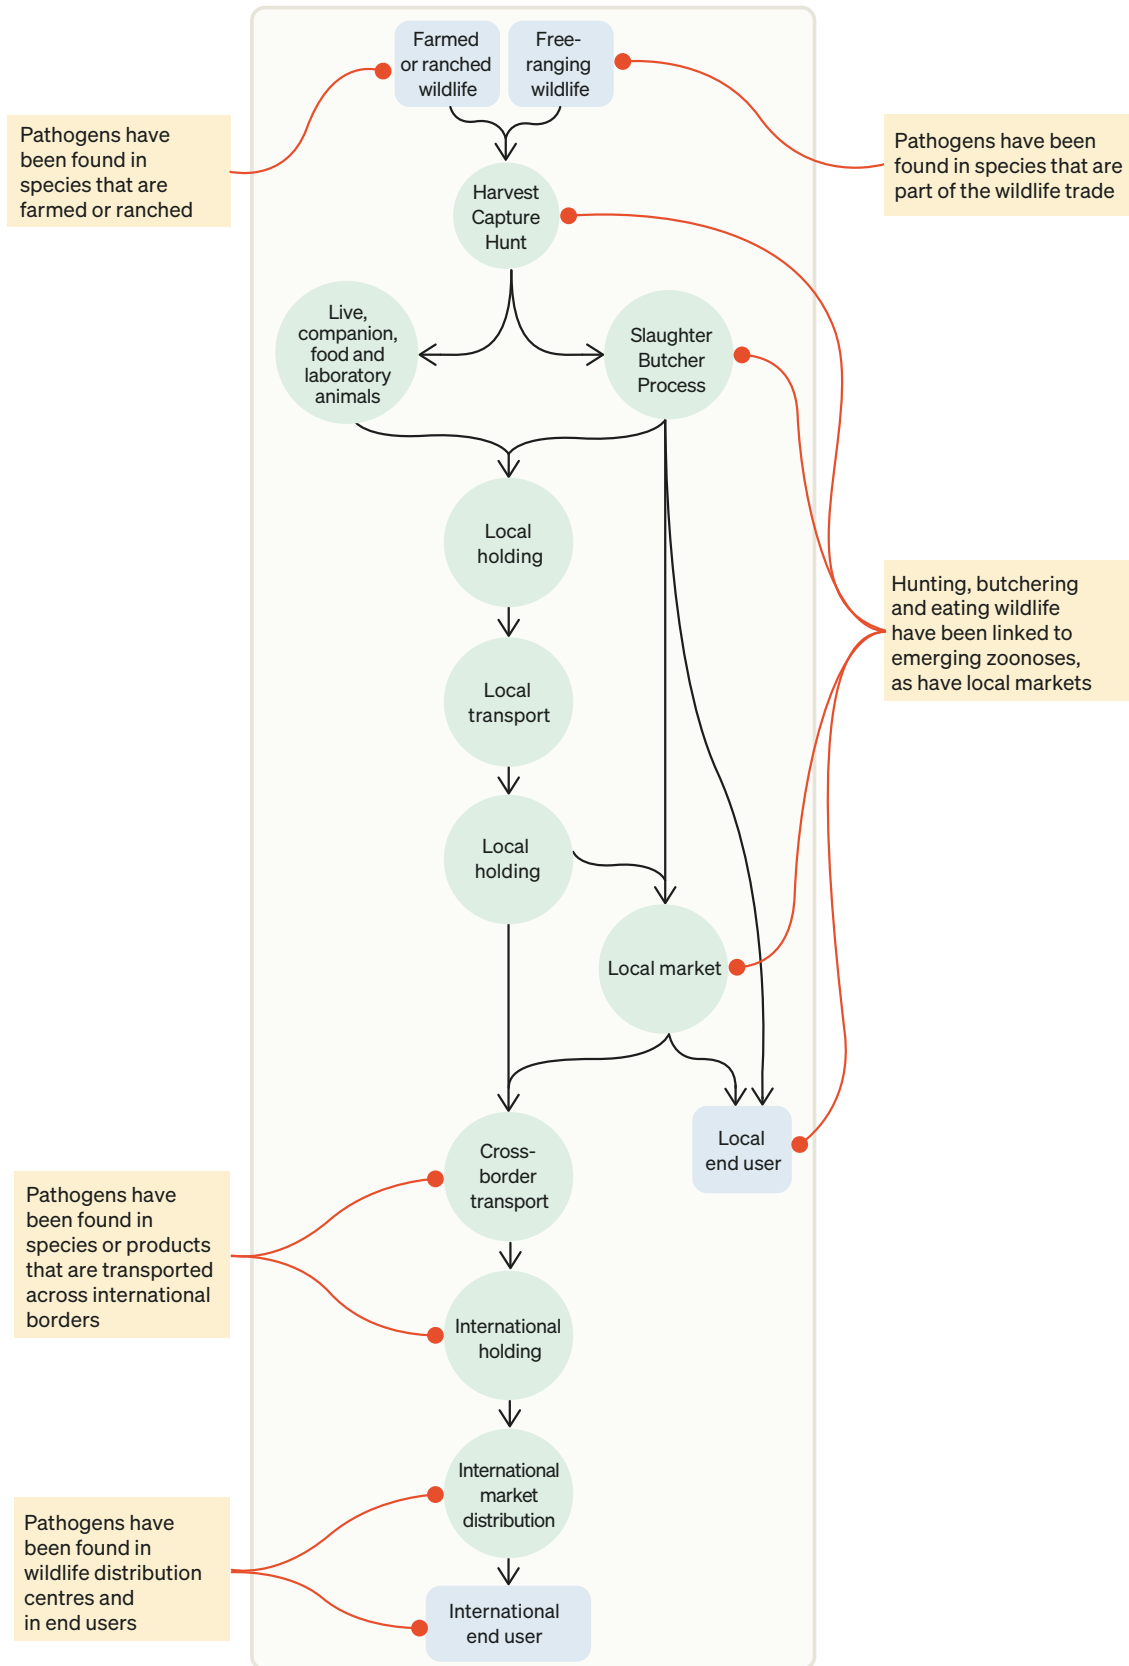 Farmed
or ranched
wildlife
Free-
ranging
wildlife
Pathogens have
been found in
species that are
farmed or ranched
Pathogens have been
found in species that are
part of the wildlife trade
Harvest
Capture
Hunt
Live,
companion,
food and
laboratory
animals
Slaughter
Butcher
Process
Local
holding
Hunting, butchering
and eating wildlife
have been linked to
emerging zoonoses,
as have local markets
Local
transport
Local
holding
Local market
Cross-
border
transport
Local
end user
Pathogens have
been found in
species or products
that are transported
across international
borders
International
holding
International
market
distribution
Pathogens have
been found in
wildlife distribution
centres and
in end users
International
end user